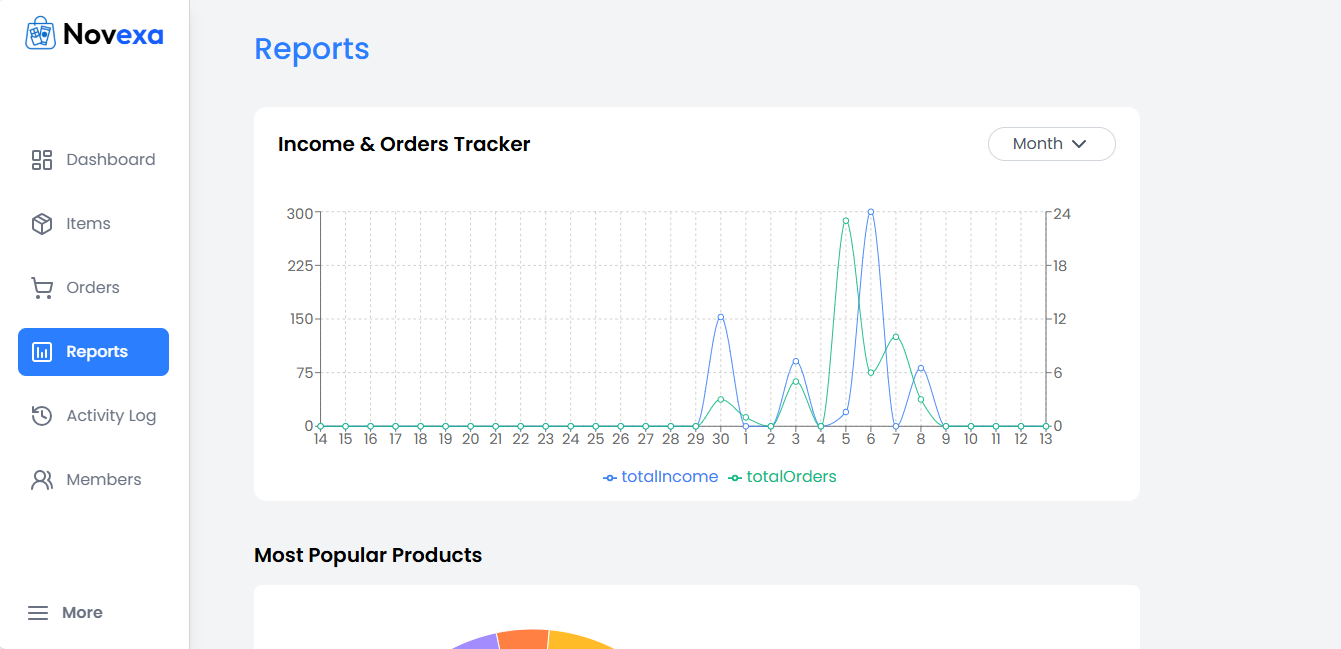 Novexa
Dashboard
Items
Orders
Reports
Activity Log
Members
More
Reports
Income & Orders Tracker
Month
300
225
150
75
0
24
18
12
6
0
14 15 16 17 18 19 20 21 22 23 24 25 26 27 28 29 30 1 2 3 4 5 6 7 8 9 10 11 12 13
totalIncome totalOrders
Most Popular Products